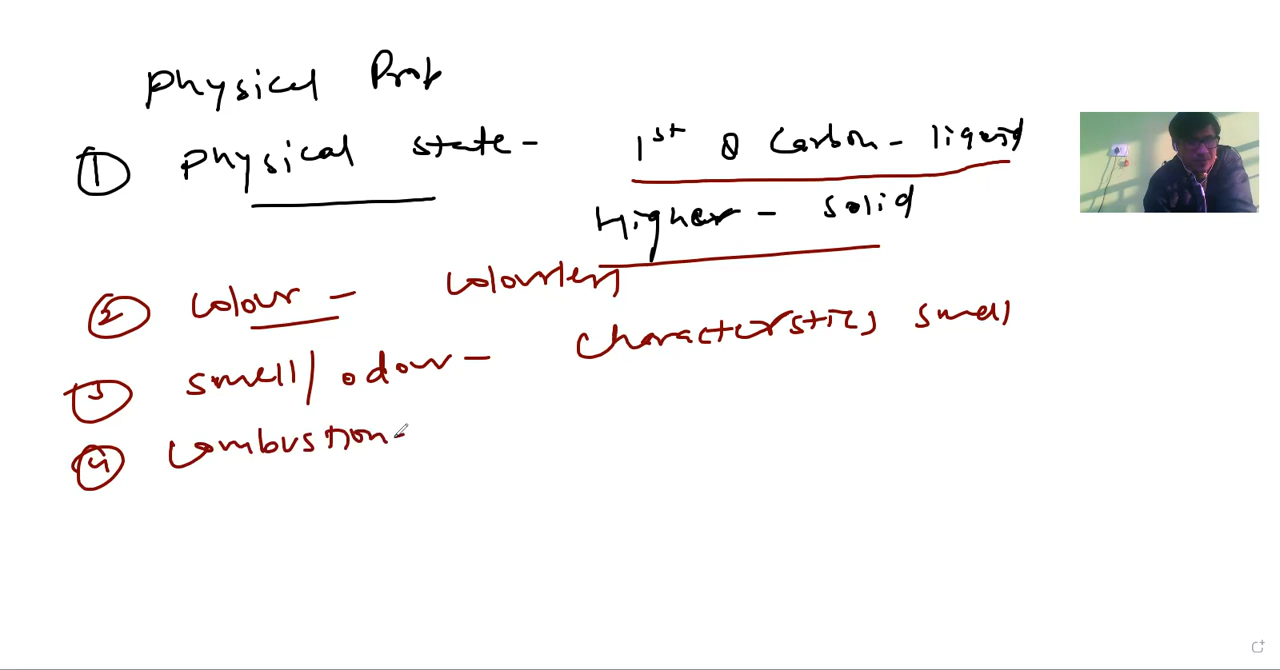 Physical Prop
① Physical state - 1st 8 Carbon - liquid
Higher - solid
② Colour - Colourless
③ smell/odour - Characterstics smell
④ Combustion-